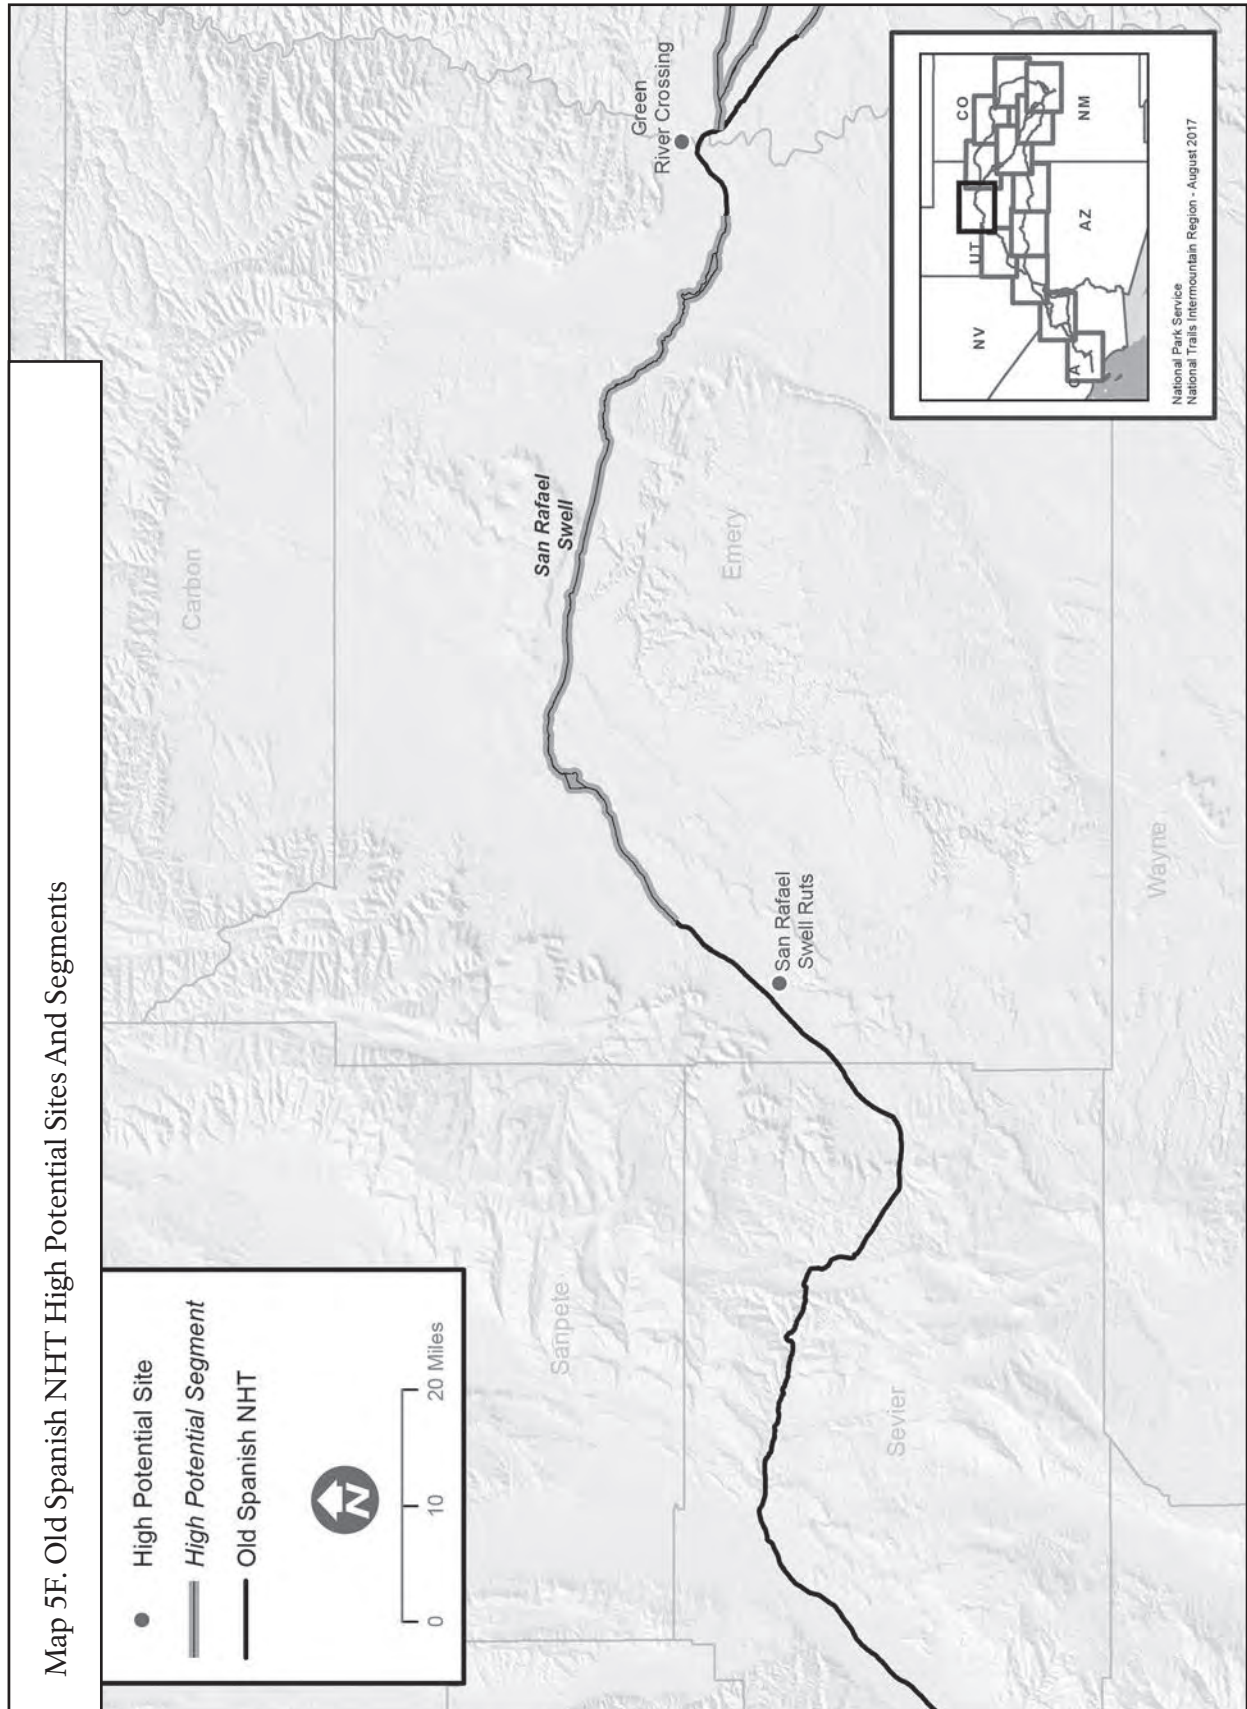 Map 5F. Old Spanish NHT High Potential Sites And Segments
High Potential Site
High Potential Segment
Old Spanish NHT
N
0 10 20 Miles
Carbon
Sanpete
San Rafael
Swell
Green
River Crossing
Emery
San Rafael
Swell Ruts
Sevier
Wayne
NV
UT
CO
CA
AZ
NM
National Park Service
National Trails Intermountain Region - August 2017